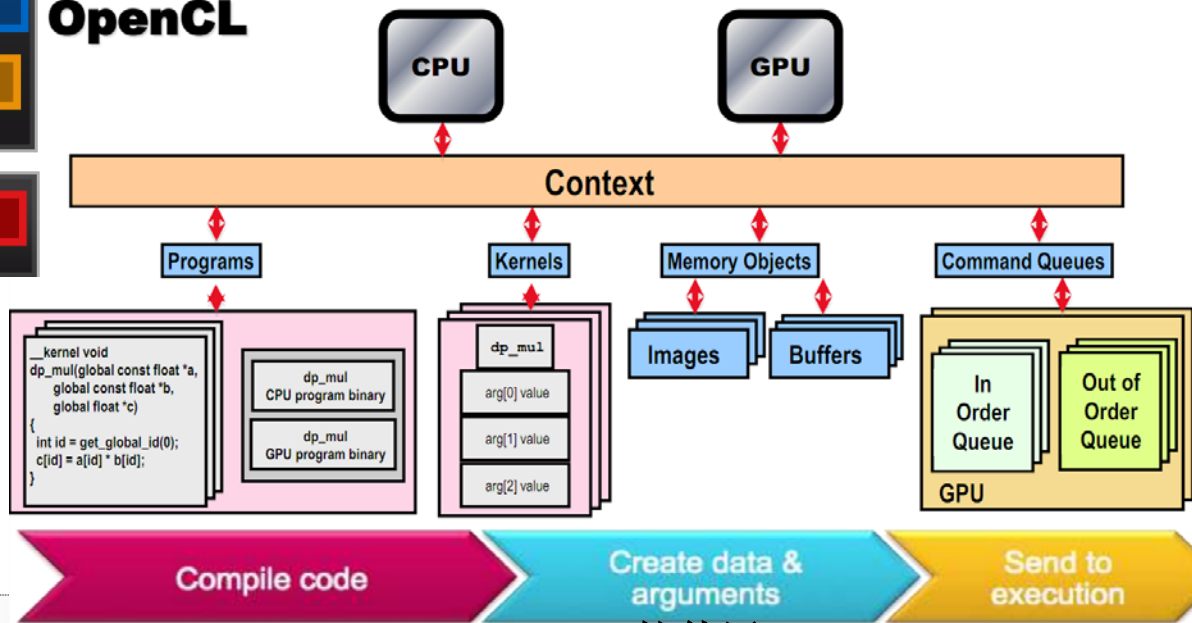 OpenCL
CPU
GPU
Context
Programs
Kernels
Memory Objects
Command Queues
__kernel void
dp_mul(global const float *a,
global const float *b,
global float *c)
{
int id = get_global_id(0);
c[id] = a[id] * b[id];
}
dp_mul
CPU program binary
dp_mul
GPU program binary
dp_mul
arg[0] value
arg[1] value
arg[2] value
Images
Buffers
In
Order
Queue
Out of
Order
Queue
GPU
Compile code
Create data &
arguments
Send to
execution